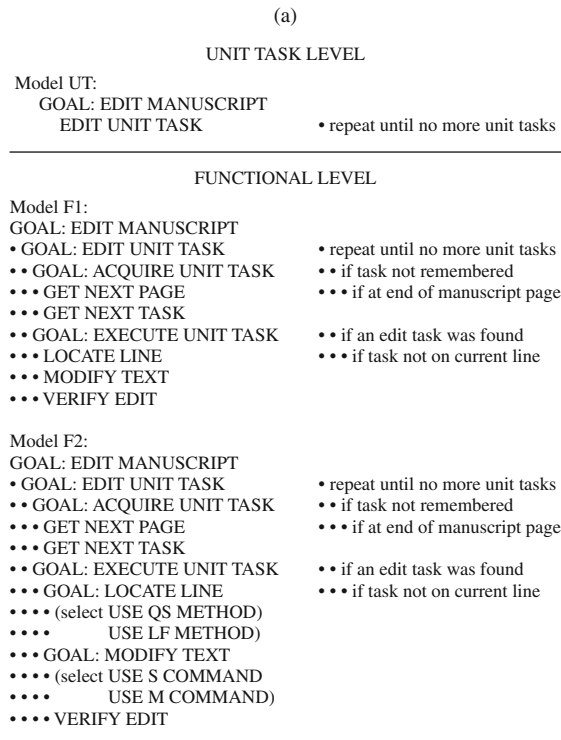 (a)
UNIT TASK LEVEL
Model UT:
GOAL: EDIT MANUSCRIPT
EDIT UNIT TASK • repeat until no more unit tasks
FUNCTIONAL LEVEL
Model F1:
GOAL: EDIT MANUSCRIPT
• GOAL: EDIT UNIT TASK • repeat until no more unit tasks
• • GOAL: ACQUIRE UNIT TASK • • if task not remembered
• • • GET NEXT PAGE • • • if at end of manuscript page
• • • GET NEXT TASK
• • GOAL: EXECUTE UNIT TASK • • if an edit task was found
• • • LOCATE LINE • • • if task not on current line
• • • MODIFY TEXT
• • • VERIFY EDIT
Model F2:
GOAL: EDIT MANUSCRIPT
• GOAL: EDIT UNIT TASK • repeat until no more unit tasks
• • GOAL: ACQUIRE UNIT TASK • • if task not remembered
• • • GET NEXT PAGE • • • if at end of manuscript page
• • • GET NEXT TASK
• • GOAL: EXECUTE UNIT TASK • • if an edit task was found
• • • GOAL: LOCATE LINE • • • if task not on current line
• • • • (select USE QS METHOD)
• • • • USE LF METHOD)
• • • GOAL: MODIFY TEXT
• • • • (select USE S COMMAND
• • • • USE M COMMAND)
• • • • VERIFY EDIT